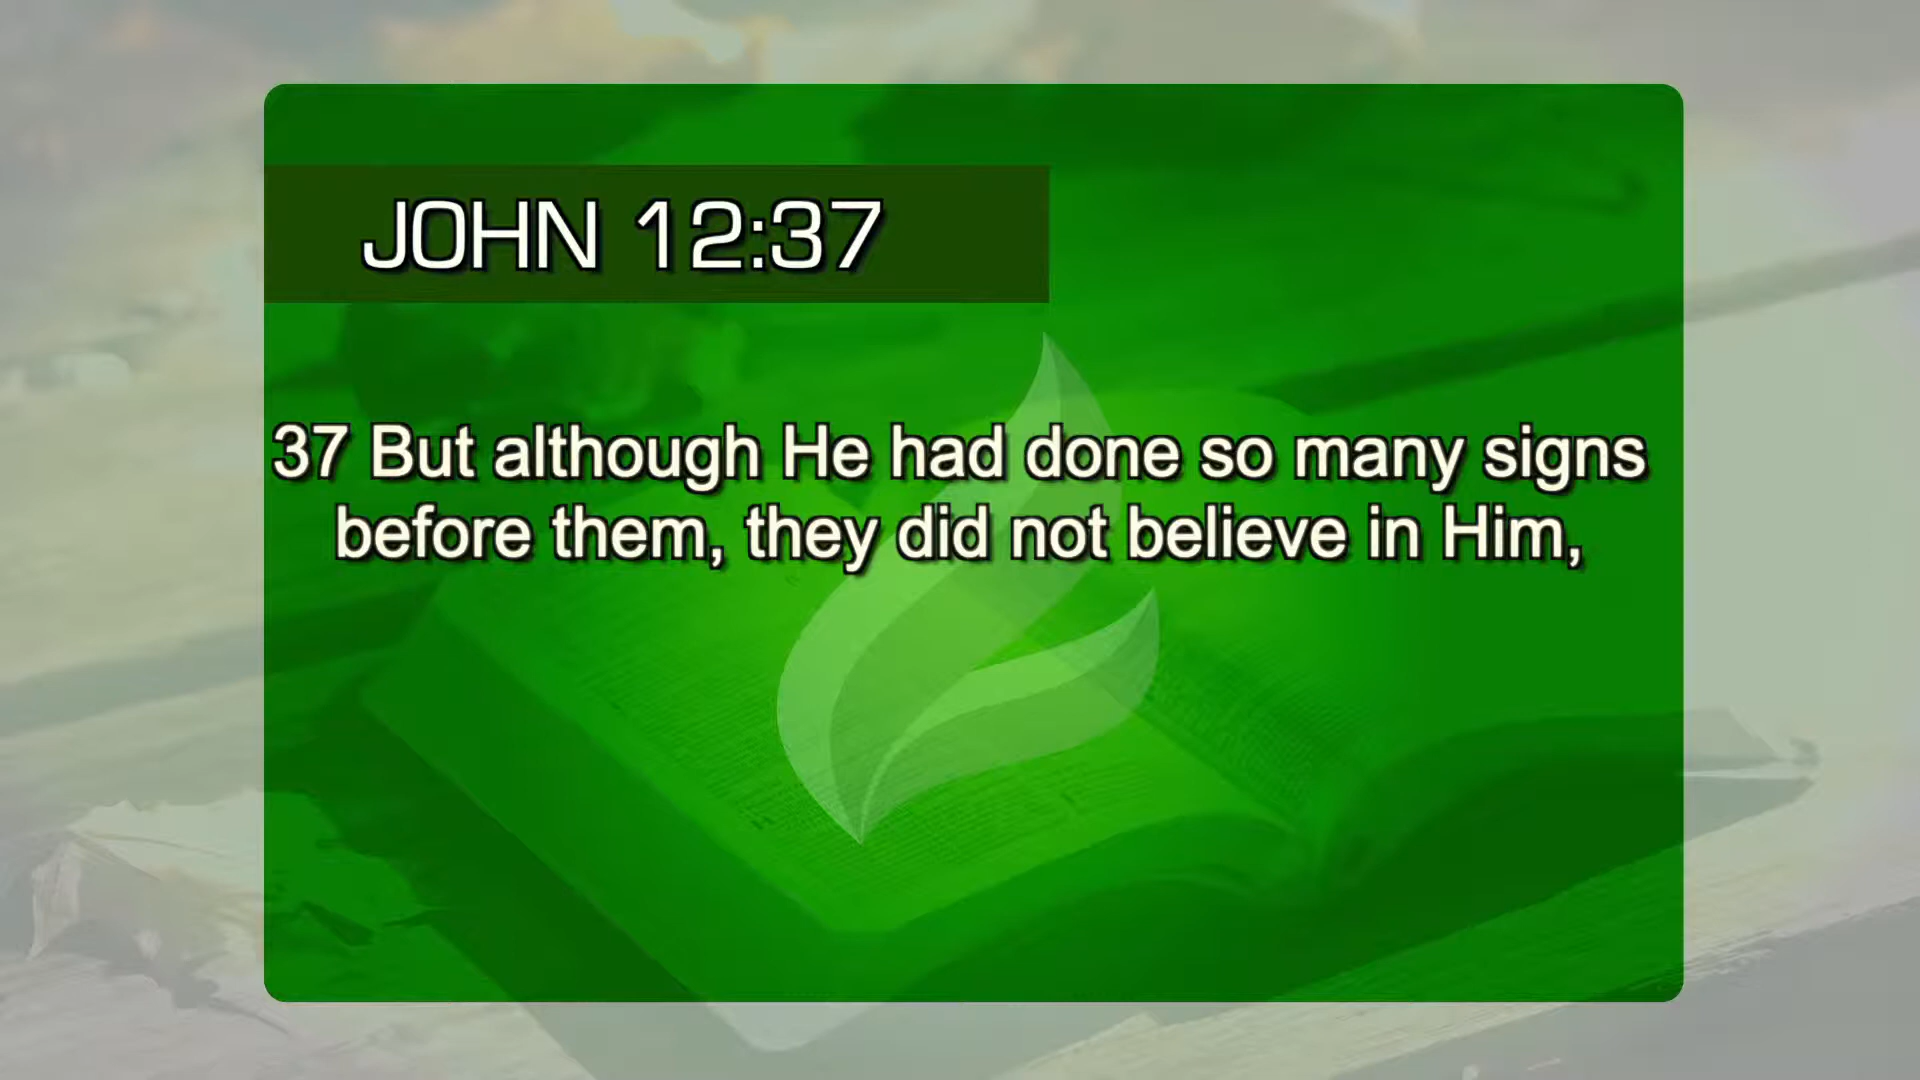 JOHN 12:37
37 But although He had done so many signs
before them, they did not believe in Him,